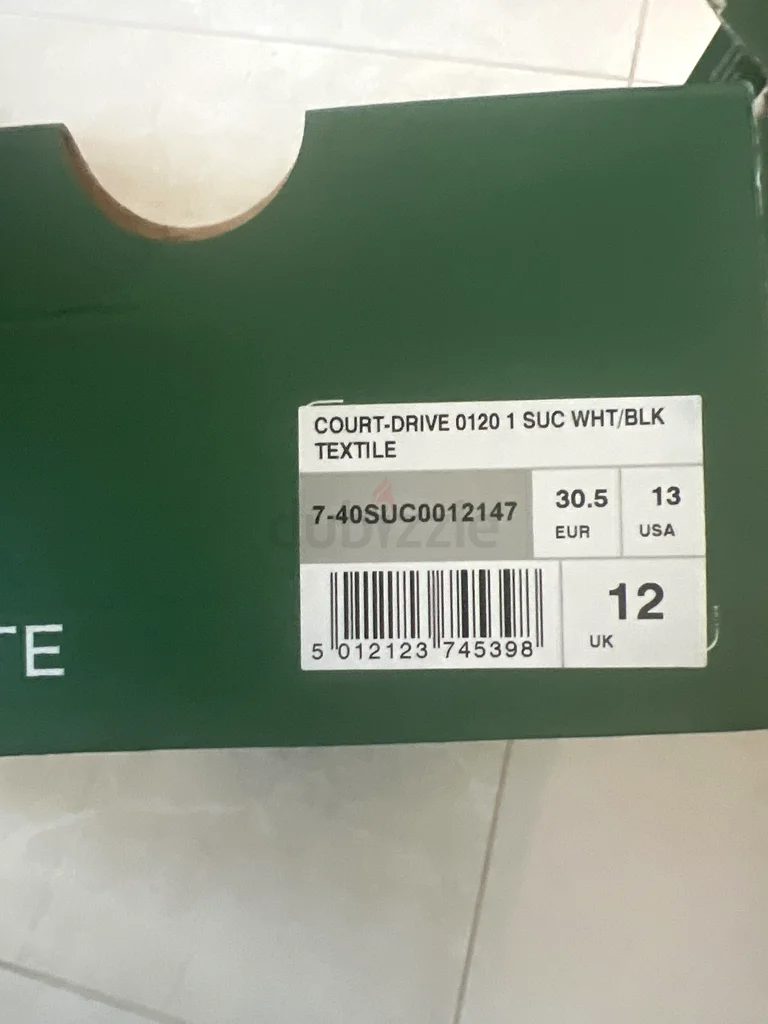 COURT-DRIVE 0120 1 SUC WHT/BLK
TEXTILE
7-40SUC0012147
30.5
EUR
13
USA
dubizzle
5 012123 745398
12
UK
TE